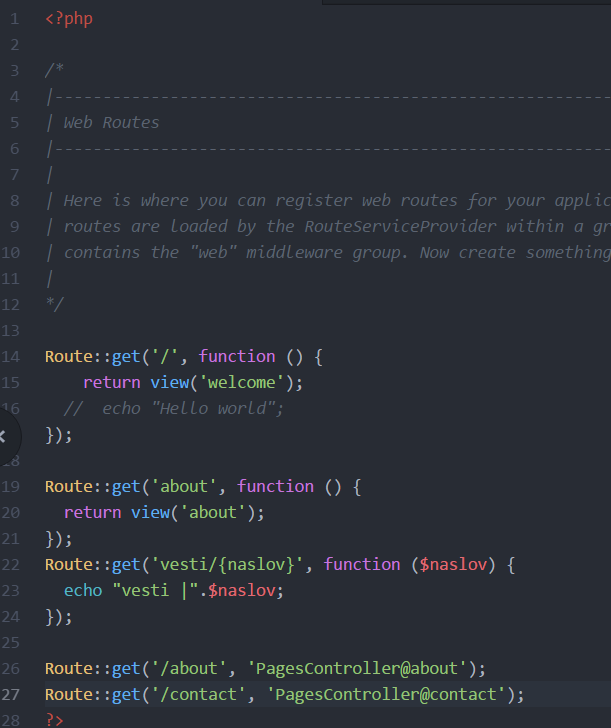 1 <?php
2
3 /*
4 |----------------------------------------------------------
5 | Web Routes
6 |----------------------------------------------------------
7 |
8 | Here is where you can register web routes for your applic
9 | routes are loaded by the RouteServiceProvider within a gr
10 | contains the "web" middleware group. Now create something
11 |
12 */
13
14 Route::get('/', function () {
15     return view('welcome');
16   //  echo "Hello world";
});
18
19 Route::get('about', function () {
20   return view('about');
21 });
22 Route::get('vesti/{naslov}', function ($naslov) {
23   echo "vesti |".$naslov;
24 });
25
26 Route::get('/about', 'PagesController@about');
27 Route::get('/contact', 'PagesController@contact');
28 ?>